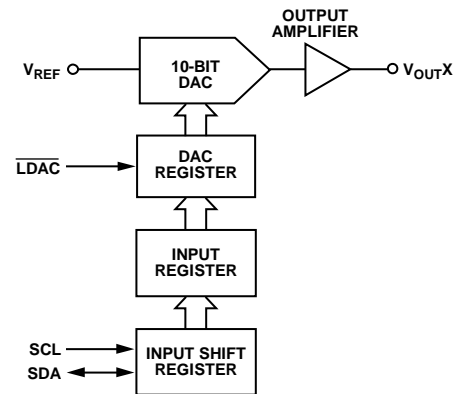 OUTPUT
AMPLIFIER
VREF
10-BIT
DAC
VOUTX
LDAC
DAC
REGISTER
INPUT
REGISTER
SCL
SDA
INPUT SHIFT
REGISTER